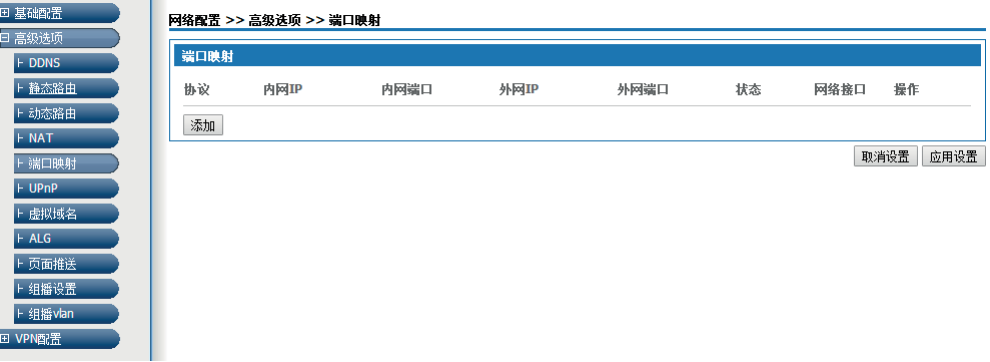 基础配置
高级选项
DDNS
静态路由
动态路由
NAT
端口映射
UPnP
虚拟域名
ALG
页面推送
组播设置
组播vlan
VPN配置
网络配置 >> 高级选项 >> 端口映射
端口映射
协议 内网IP 内网端口 外网IP 外网端口 状态 网络接口 操作
添加
取消设置 应用设置